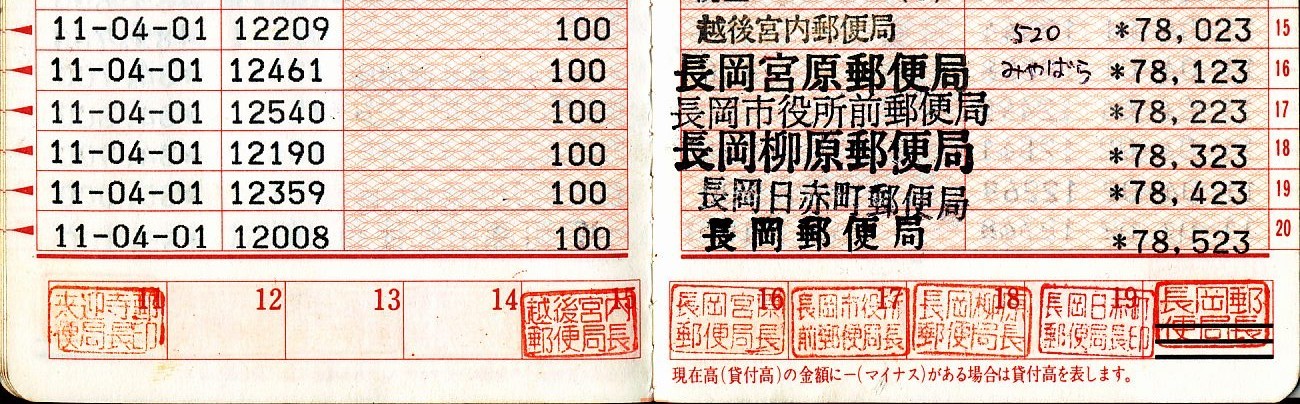 11-04-01 12209 100 越後宮内郵便局 520 *78,023 15
11-04-01 12461 100 長岡宮原郵便局 みやばら *78,123 16
11-04-01 12540 100 長岡市役所前郵便局 *78,223 17
11-04-01 12190 100 長岡柳原郵便局 *78,323 18
11-04-01 12359 100 長岡日赤町郵便局 *78,423 19
11-04-01 12008 100 長岡郵便局 *78,523 20
11 12 13 14 15 16 17 18 19
来迎寺郵便局長印
越後宮内郵便局長
長岡宮原郵便局長
長岡市役所前郵便局長
長岡柳原郵便局長
長岡日赤町郵便局長印
長岡郵便局長
現在高(貸付高)の金額に-(マイナス)がある場合は貸付高を表します。